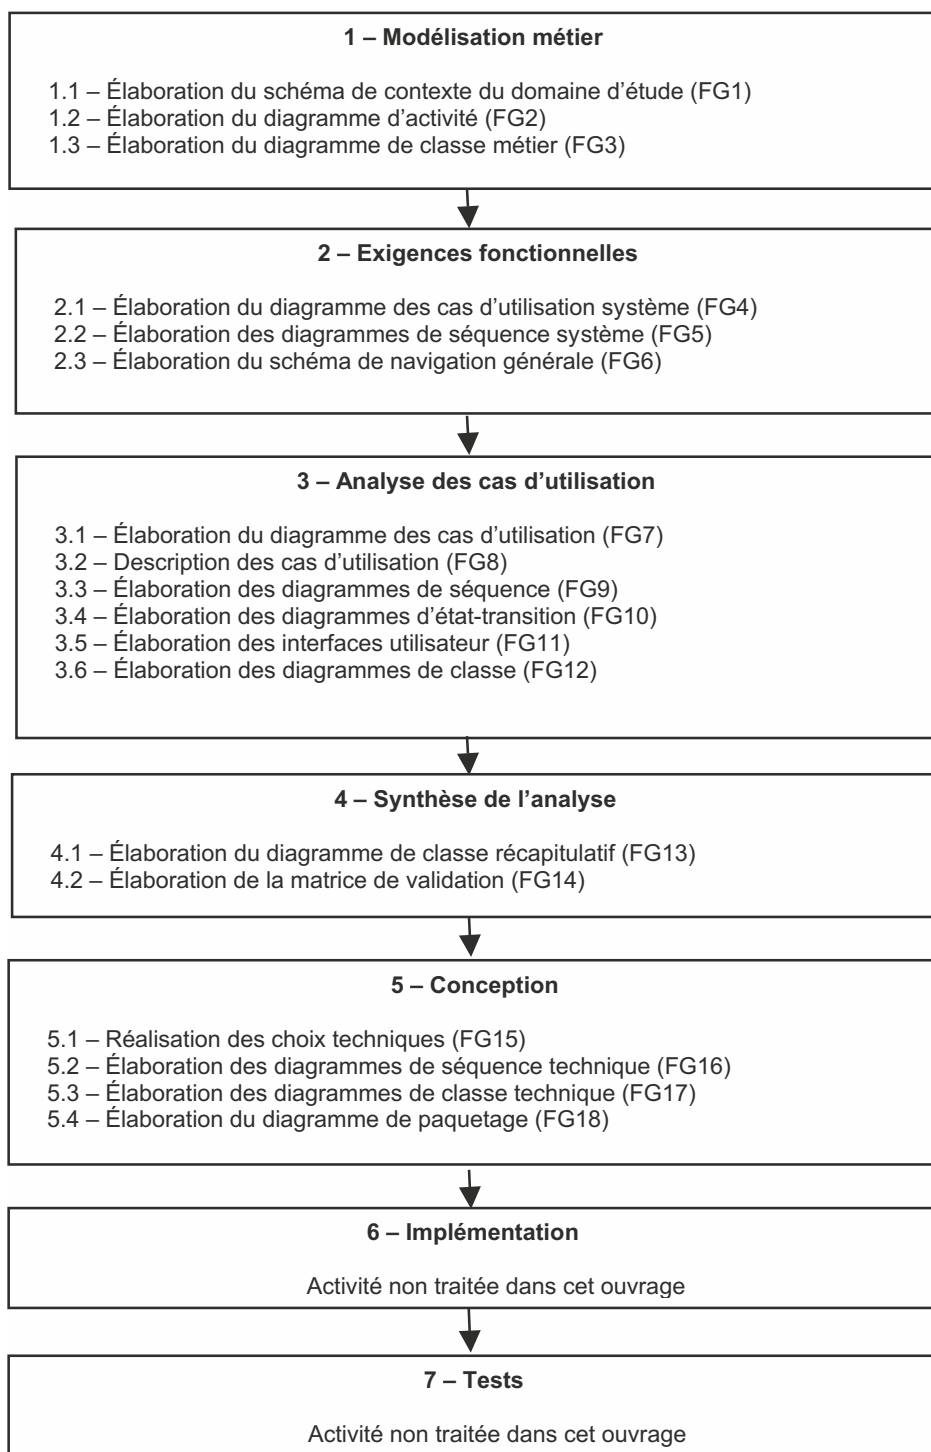 1 – Modélisation métier
1.1 – Élaboration du schéma de contexte du domaine d’étude (FG1)
1.2 – Élaboration du diagramme d’activité (FG2)
1.3 – Élaboration du diagramme de classe métier (FG3)
2 – Exigences fonctionnelles
2.1 – Élaboration du diagramme des cas d’utilisation système (FG4)
2.2 – Élaboration des diagrammes de séquence système (FG5)
2.3 – Élaboration du schéma de navigation générale (FG6)
3 – Analyse des cas d’utilisation
3.1 – Élaboration du diagramme des cas d’utilisation (FG7)
3.2 – Description des cas d’utilisation (FG8)
3.3 – Élaboration des diagrammes de séquence (FG9)
3.4 – Élaboration des diagrammes d’état-transition (FG10)
3.5 – Élaboration des interfaces utilisateur (FG11)
3.6 – Élaboration des diagrammes de classe (FG12)
4 – Synthèse de l’analyse
4.1 – Élaboration du diagramme de classe récapitulatif (FG13)
4.2 – Élaboration de la matrice de validation (FG14)
5 – Conception
5.1 – Réalisation des choix techniques (FG15)
5.2 – Élaboration des diagrammes de séquence technique (FG16)
5.3 – Élaboration des diagrammes de classe technique (FG17)
5.4 – Élaboration du diagramme de paquetage (FG18)
6 – Implémentation
Activité non traitée dans cet ouvrage
7 – Tests
Activité non traitée dans cet ouvrage